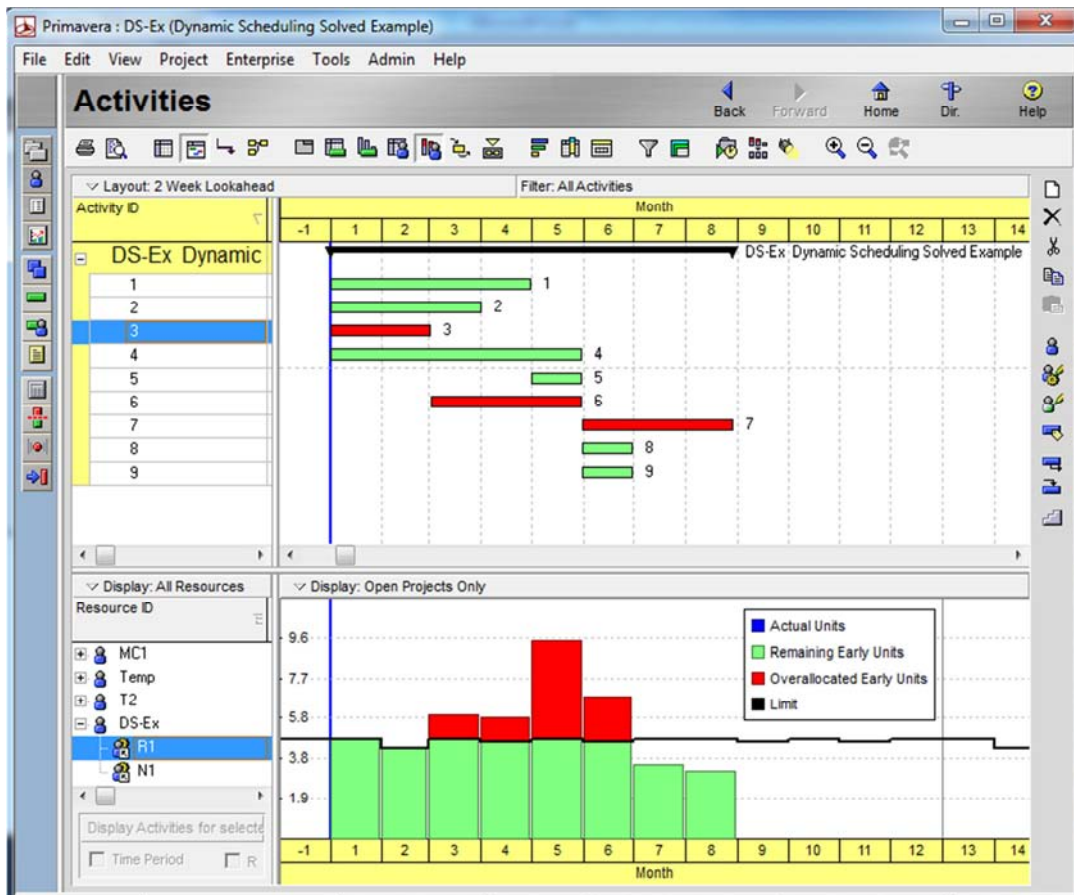 Primavera : DS-Ex (Dynamic Scheduling Solved Example)
File Edit View Project Enterprise Tools Admin Help
Activities
Back Forward Home Dir. Help
Layout: 2 Week Lookahead Filter: All Activities
Activity ID Month
-1 1 2 3 4 5 6 7 8 9 10 11 12 13 14
DS-Ex Dynamic DS-Ex Dynamic Scheduling Solved Example
1 1
2 2
3 3
4 4
5 5
6 6
7 7
8 8
9 9
Display: All Resources Display: Open Projects Only
Resource ID
MC1
Temp
T2
DS-Ex
R1
N1
Display Activities for selecte
Time Period R
9.6
7.7
5.8
3.8
1.9
Actual Units
Remaining Early Units
Overallocated Early Units
Limit
-1 1 2 3 4 5 6 7 8 9 10 11 12 13 14
Month